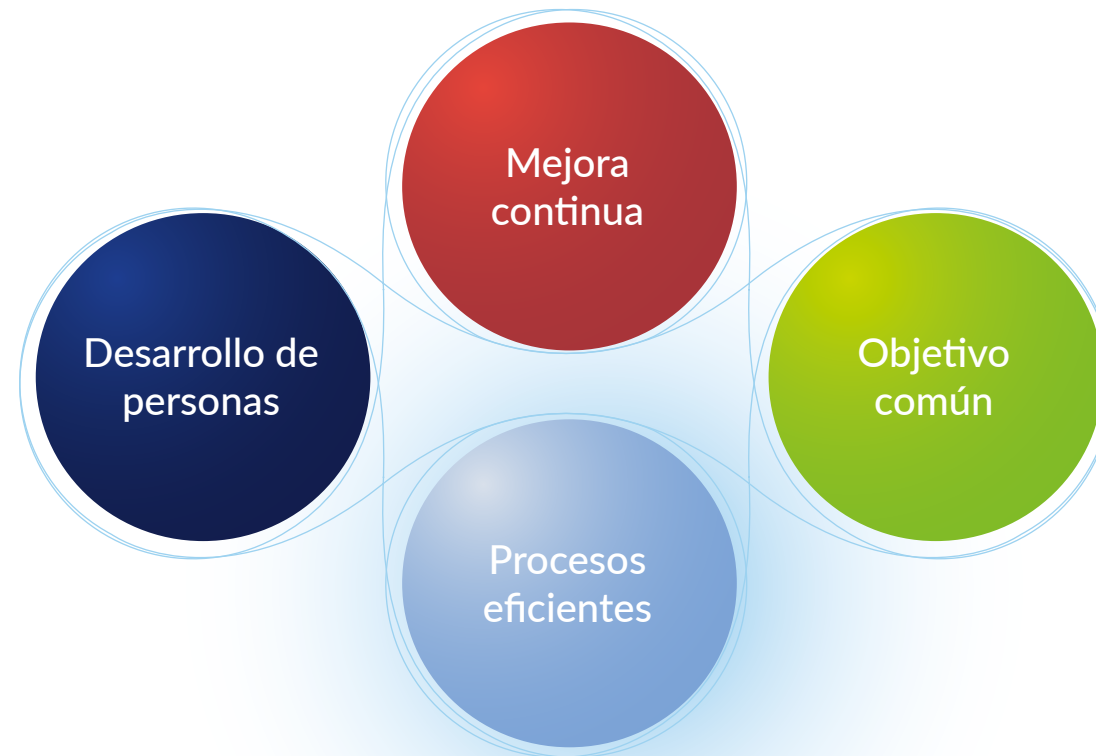 Mejora
continua
Desarrollo de
personas
Objetivo
común
Procesos
eficientes